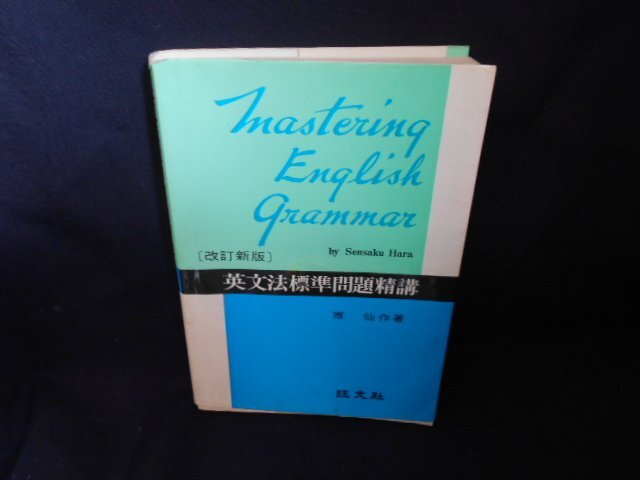 Mastering
English
Grammar
by Sensaku Hara
〔改訂新版〕
英文法標準問題精講
原 仙作著
旺文社